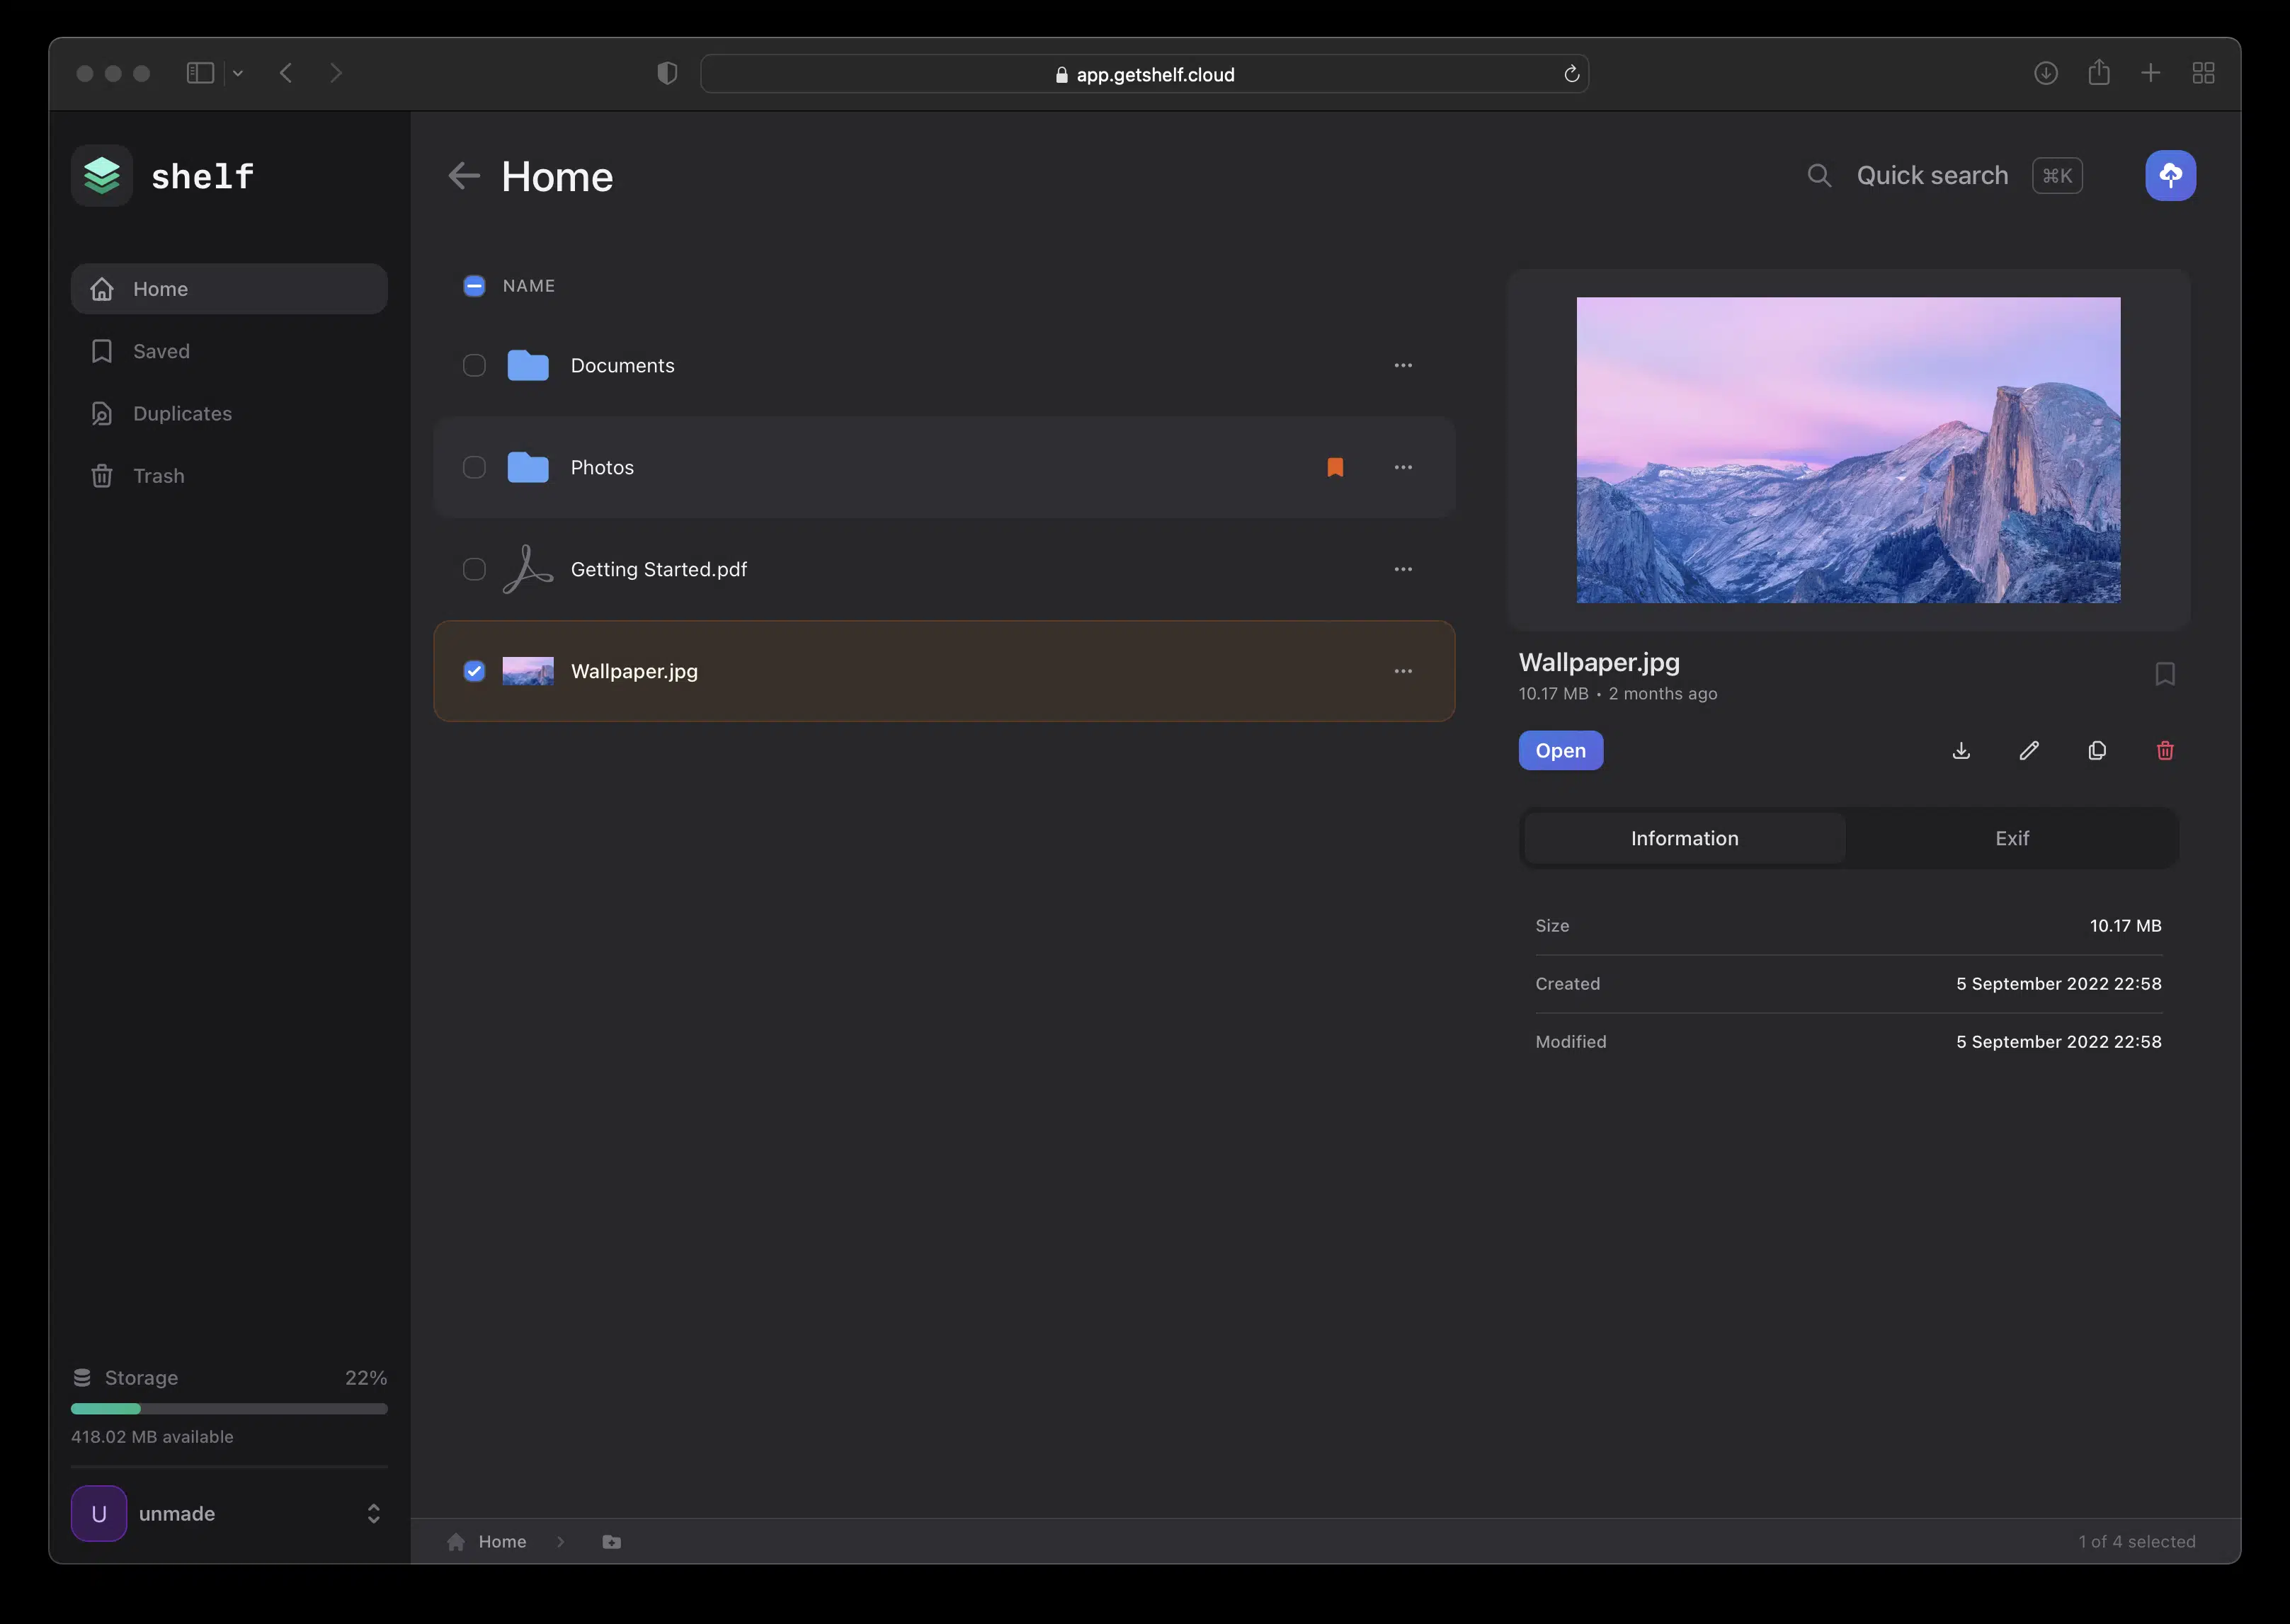 app.getshelf.cloud
shelf
Home
Quick search ⌘K
Home
Saved
Duplicates
Trash
NAME
Documents
Photos
Getting Started.pdf
Wallpaper.jpg
Wallpaper.jpg
10.17 MB • 2 months ago
Open
Information Exif
Size 10.17 MB
Created 5 September 2022 22:58
Modified 5 September 2022 22:58
Storage 22%
418.02 MB available
U unmade
Home
1 of 4 selected